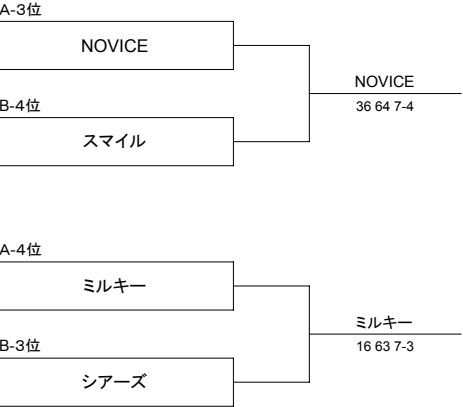 A-3位
NOVICE
NOVICE
B-4位
36 64 7-4
スマイル
A-4位
ミルキー
ミルキー
B-3位
16 63 7-3
シアーズ